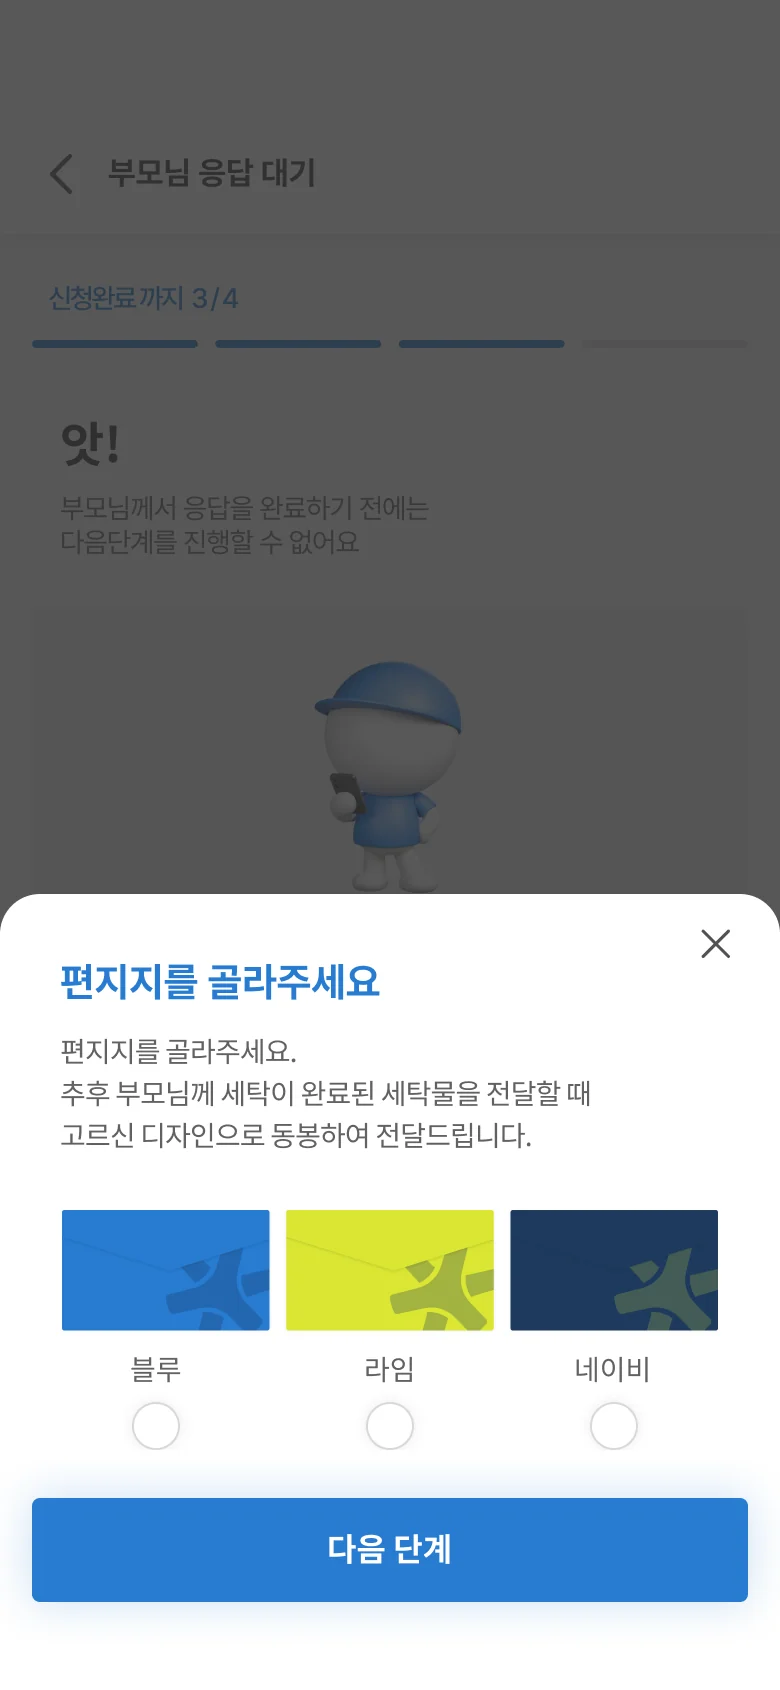 부모님 응답 대기
신청완료 까지 3/4
앗!
부모님께서 응답을 완료하기 전에는
다음단계를 진행할 수 없어요
편지지를 골라주세요
편지지를 골라주세요.
추후 부모님께 세탁이 완료된 세탁물을 전달할 때
고르신 디자인으로 동봉하여 전달드립니다.
블루
라임
네이비
다음 단계